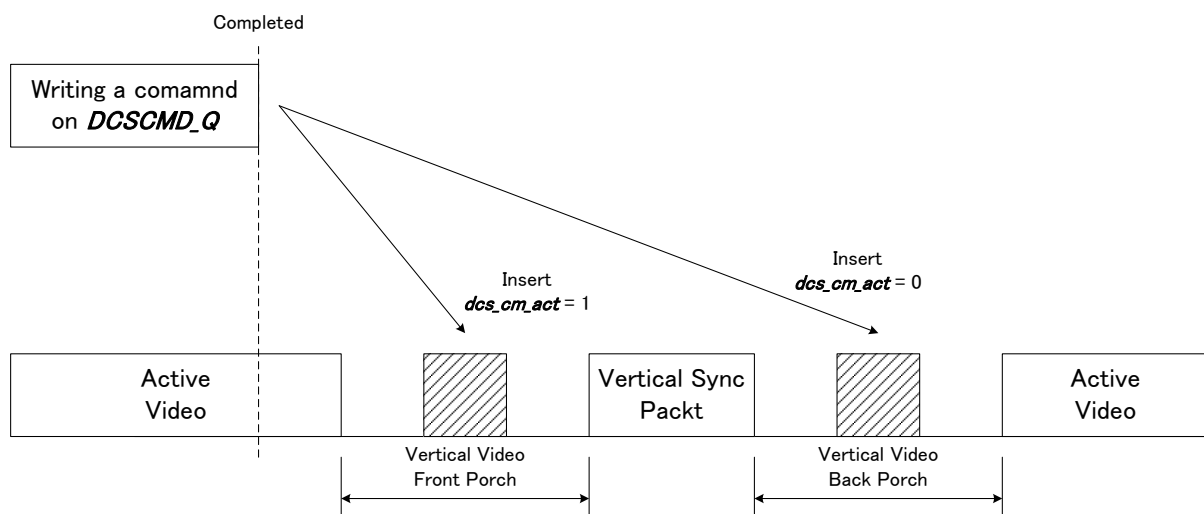 Completed
Writing a comamnd
on DCSCMD_Q
Insert
dcs_cm_act = 1
Insert
dcs_cm_act = 0
Active
Video
Vertical Sync
Packt
Active
Video
Vertical Video
Front Porch
Vertical Video
Back Porch